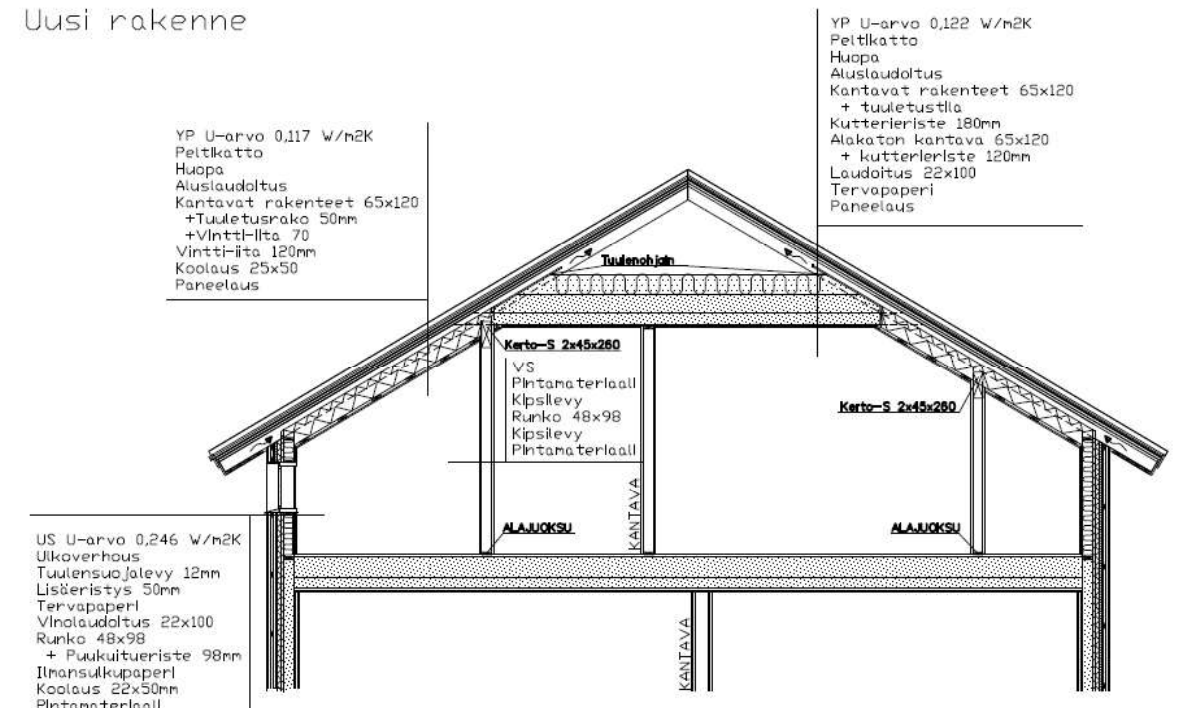 Uusi rakenne
YP U-arvo 0,117 W/m2K
Peltikatto
Huopa
Aluslaudoitus
Kantavat rakenteet 65x120
+Tuuletusrako 50mm
+Vintti-iita 70
Vintti-iita 120mm
Koolaus 25x50
Paneelaus
YP U-arvo 0,122 W/m2K
Peltikatto
Huopa
Aluslaudoitus
Kantavat rakenteet 65x120
+ tuuletustila
Kutterieriste 180mm
Alakaton kantava 65x120
+ kutterieriste 120mm
Laudoitus 22x100
Tervapaperi
Paneelaus
Tuulenohjain
Kerto-S 2x45x260
VS
Pintamateriaali
Kipsilevy
Runko 48x98
Kipsilevy
Pintamateriaali
Kerto-S 2x45x260
KANTAVA
ALAJUOKSU
ALAJUOKSU
US U-arvo 0,246 W/m2K
Ulkoverhous
Tuulensuojalevy 12mm
Lisäeristys 50mm
Tervapaperi
Vinolaudoitus 22x100
Runko 48x98
+ Puukuitueriste 98mm
Ilmansulkupaperi
Koolaus 22x50mm
Pintamateriaali
KANTAVA